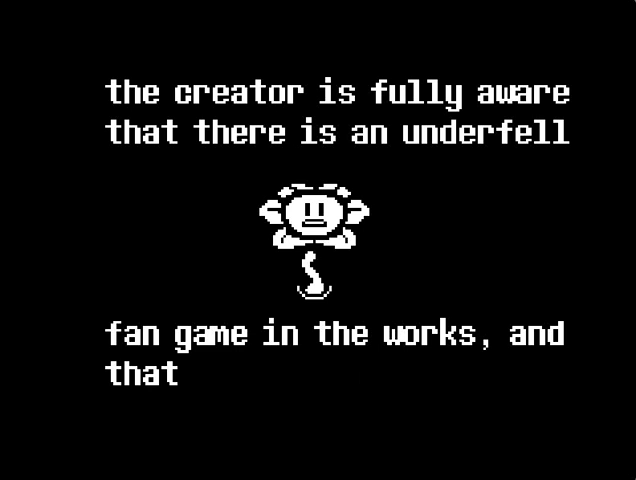 the creator is fully aware
that there is an underfell
fan game in the works, and
that